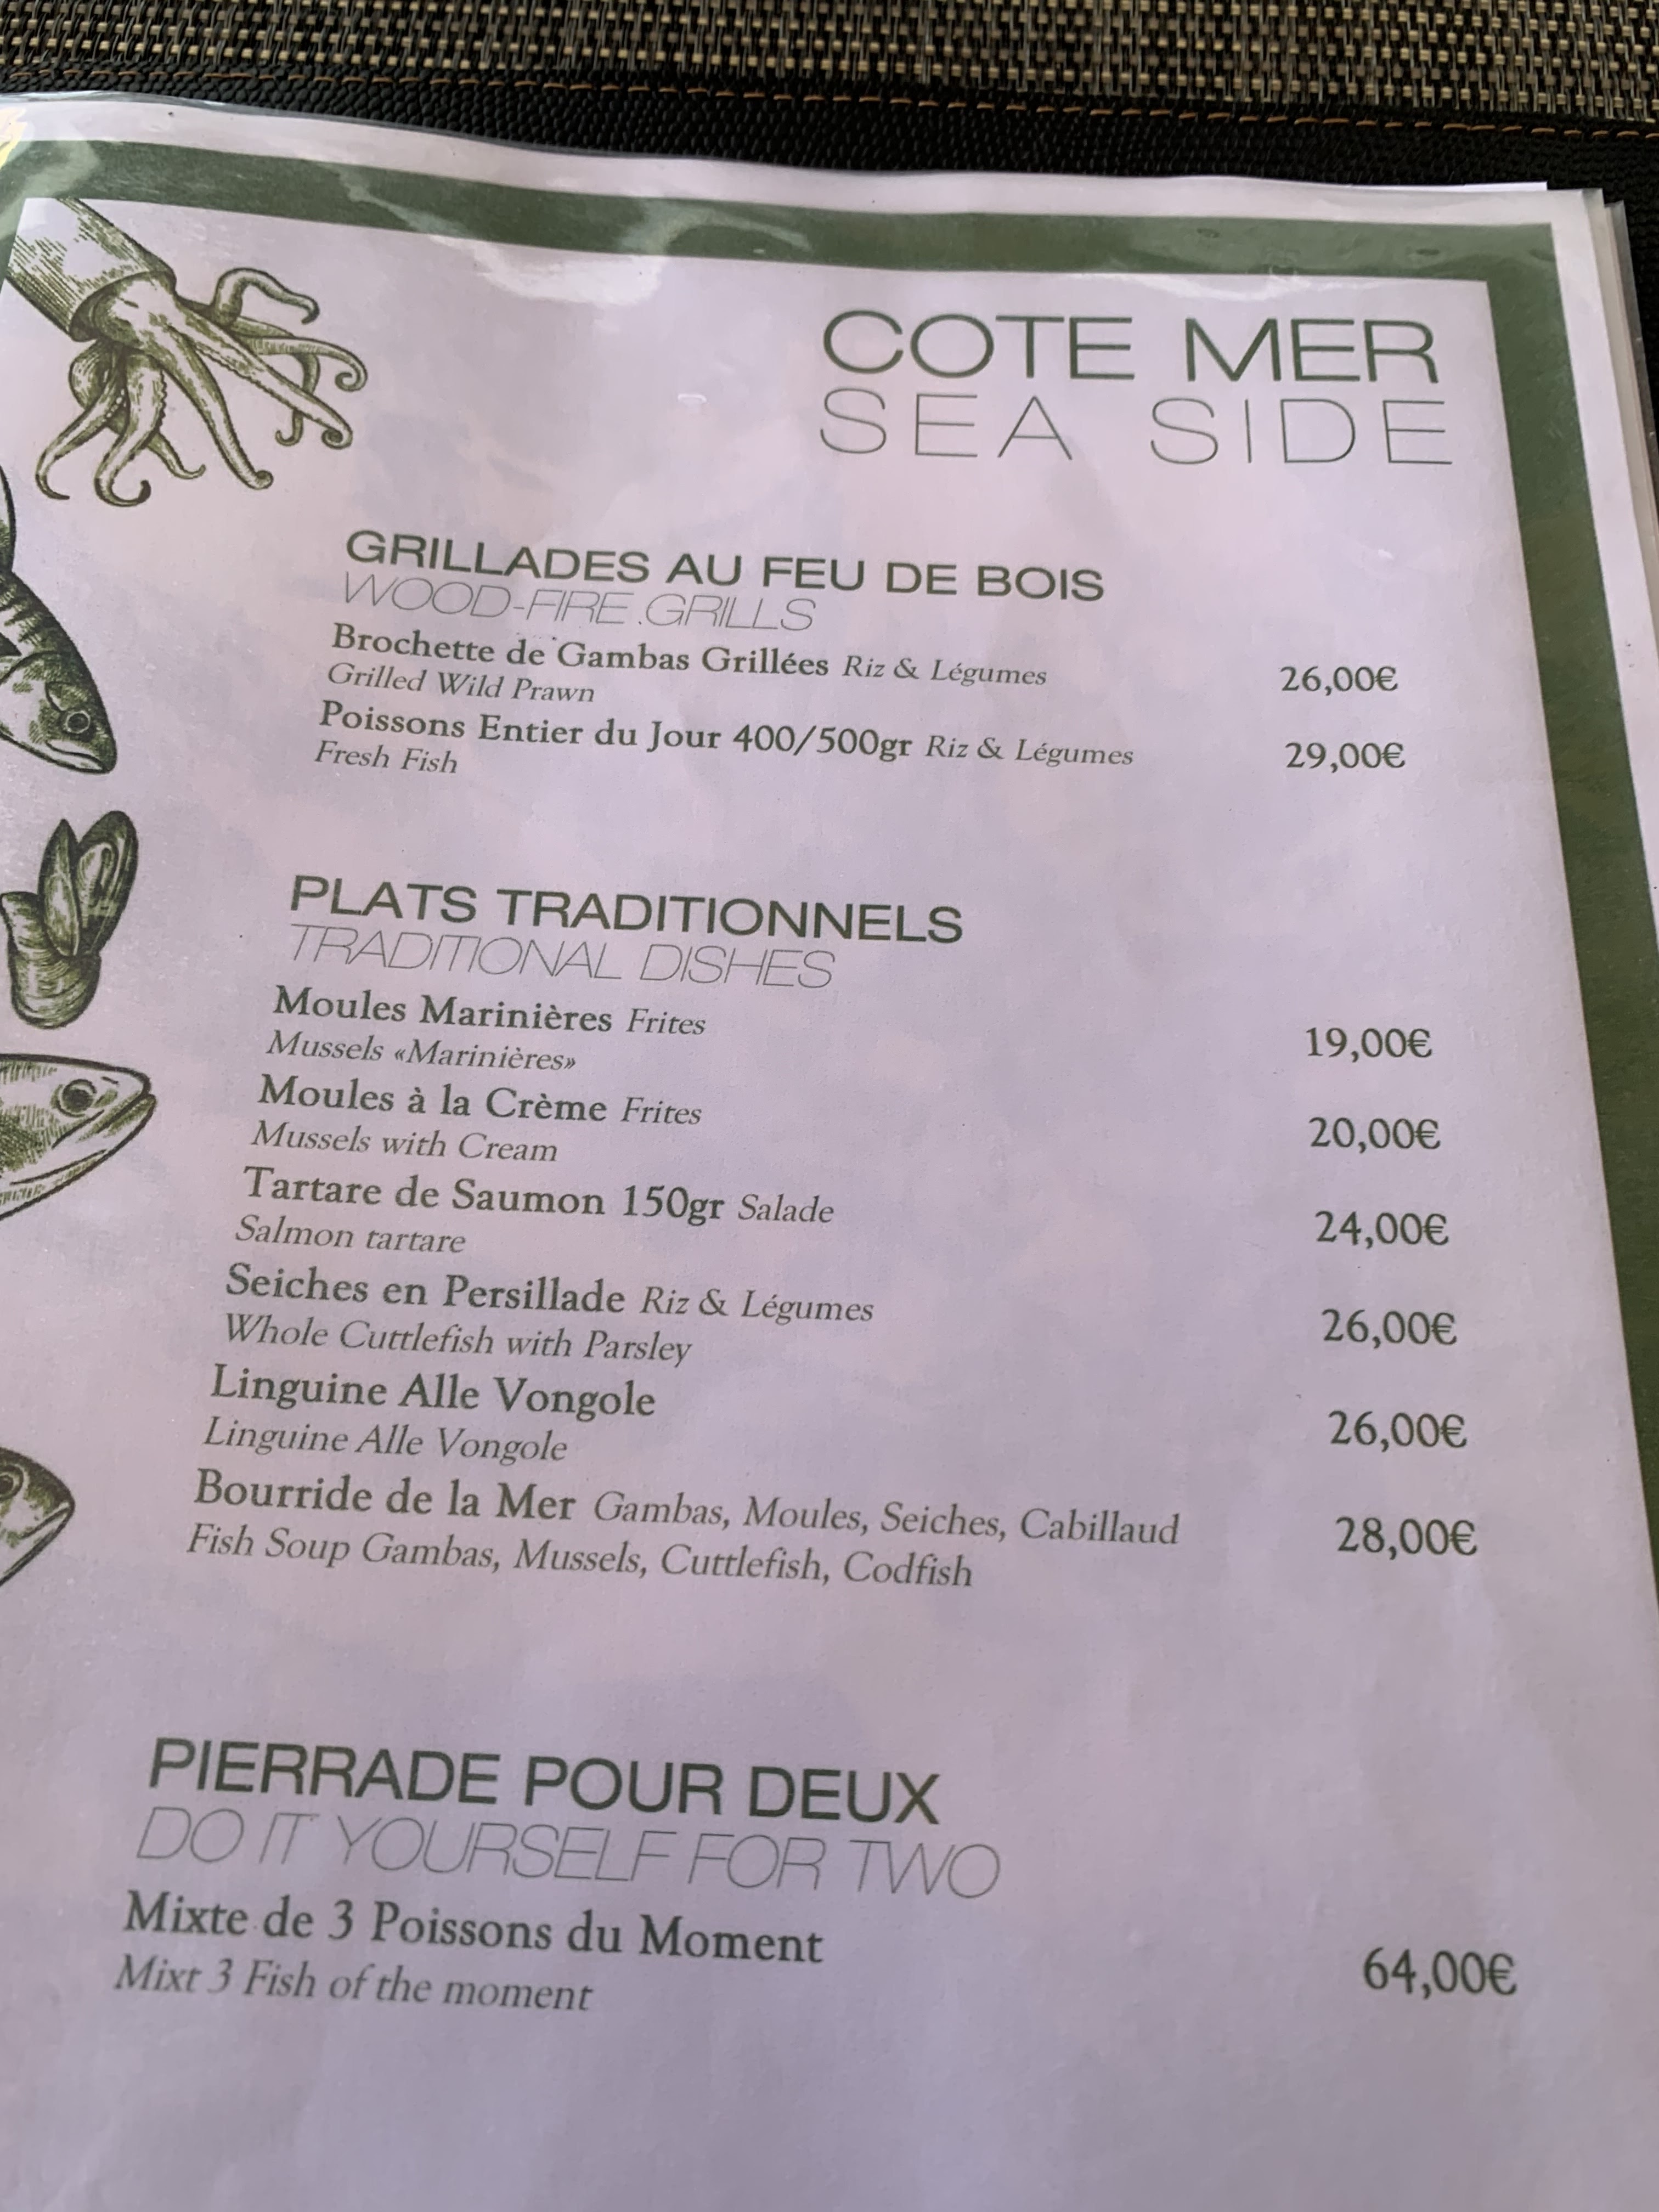 COTE MER
SEA SIDE
GRILLADES AU FEU DE BOIS
WOOD-FIRE GRILLS
Brochette de Gambas Grillées Riz & Légumes 26,00€
Grilled Wild Prawn
Poissons Entier du Jour 400/500gr Riz & Légumes 29,00€
Fresh Fish
PLATS TRADITIONNELS
TRADITIONAL DISHES
Moules Marinières Frites 19,00€
Mussels «Marinières»
Moules à la Crème Frites 20,00€
Mussels with Cream
Tartare de Saumon 150gr Salade 24,00€
Salmon tartare
Seiches en Persillade Riz & Légumes 26,00€
Whole Cuttlefish with Parsley
Linguine Alle Vongole 26,00€
Linguine Alle Vongole
Bourride de la Mer Gambas, Moules, Seiches, Cabillaud 28,00€
Fish Soup Gambas, Mussels, Cuttlefish, Codfish
PIERRADE POUR DEUX
DO IT YOURSELF FOR TWO
Mixte de 3 Poissons du Moment 64,00€
Mixt 3 Fish of the moment